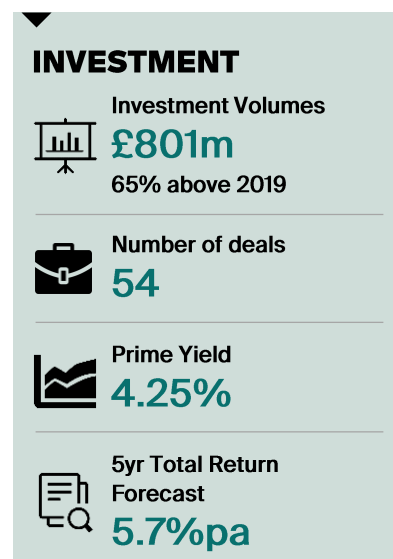 INVESTMENT
Investment Volumes
£801m
65% above 2019
Number of deals
54
Prime Yield
4.25%
5yr Total Return
Forecast
5.7%pa